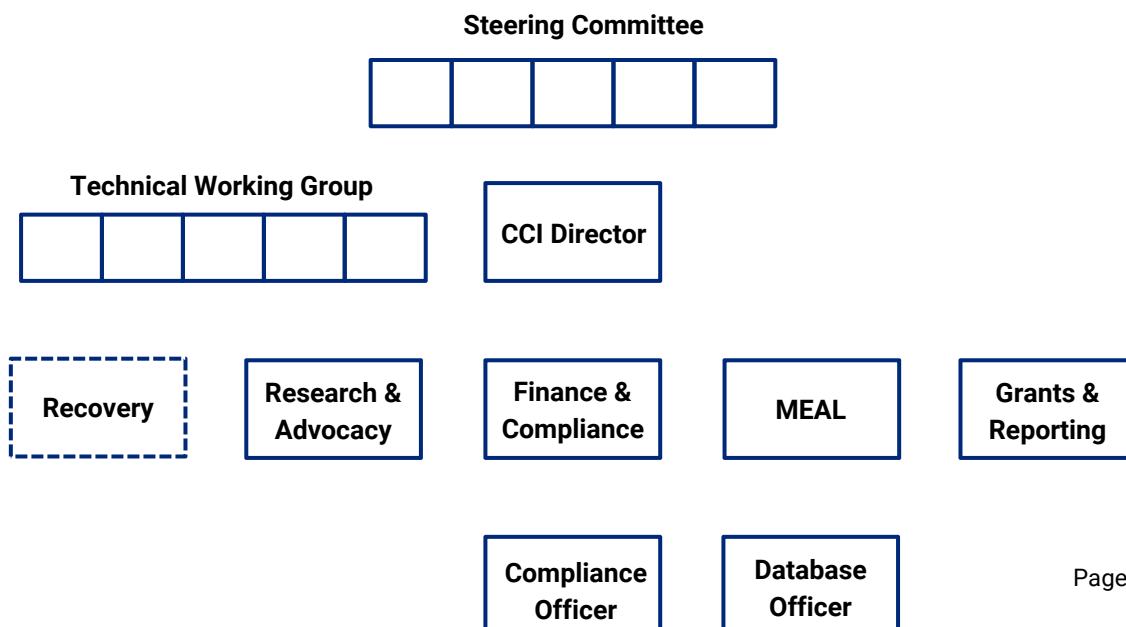 Steering Committee
Technical Working Group
CCI Director
Recovery
Research &
Advocacy
Finance &
Compliance
MEAL
Grants &
Reporting
Compliance
Officer
Database
Officer
Page